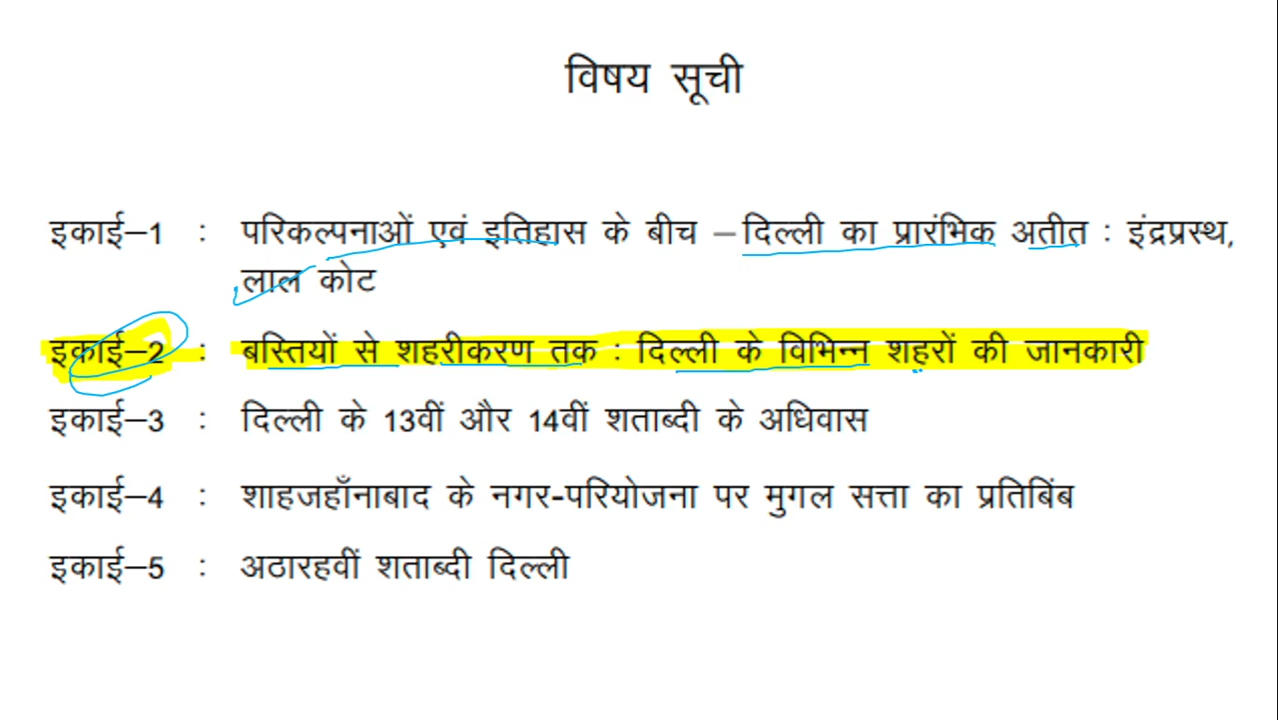 विषय सूची
इकाई–1 : परिकल्पनाओं एवं इतिहास के बीच – दिल्ली का प्रारंभिक अतीत : इंद्रप्रस्थ,
लाल कोट
इकाई–2 : बस्तियों से शहरीकरण तक : दिल्ली के विभिन्न शहरों की जानकारी
इकाई–3 : दिल्ली के 13वीं और 14वीं शताब्दी के अधिवास
इकाई–4 : शाहजहाँनाबाद के नगर-परियोजना पर मुगल सत्ता का प्रतिबिंब
इकाई–5 : अठारहवीं शताब्दी दिल्ली